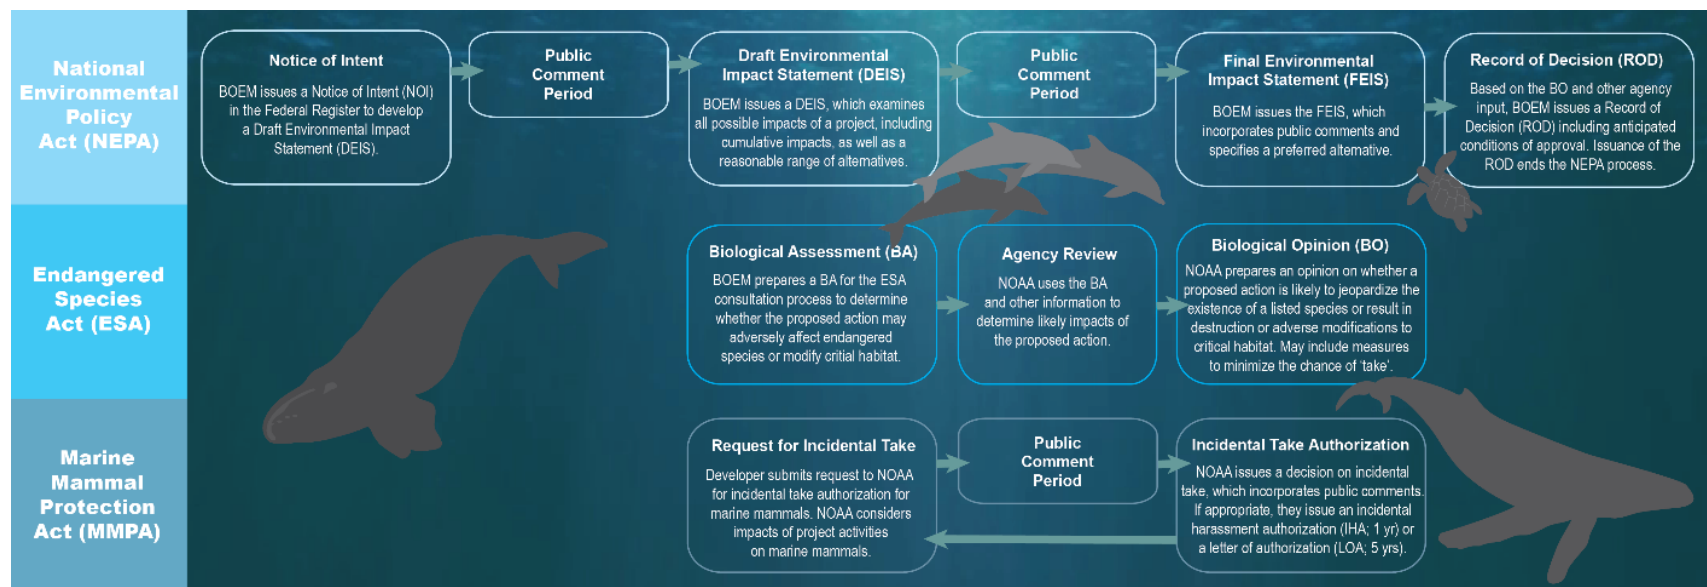 National
Environmental
Policy
Act (NEPA)
Notice of Intent
BOEM issues a Notice of Intent (NOI)
in the Federal Register to develop
a Draft Environmental Impact
Statement (DEIS).
Public
Comment
Period
Draft Environmental
Impact Statement (DEIS)
BOEM issues a DEIS, which examines
all possible impacts of a project, including
cumulative impacts, as well as a
reasonable range of alternatives.
Public
Comment
Period
Final Environmental
Impact Statement (FEIS)
BOEM issues the FEIS, which
incorporates public comments and
specifies a preferred alternative.
Record of Decision (ROD)
Based on the BO and other agency
input, BOEM issues a Record of
Decision (ROD) including anticipated
conditions of approval. Issuance of the
ROD ends the NEPA process.
Endangered
Species
Act (ESA)
Biological Assessment (BA)
BOEM prepares a BA for the ESA
consultation process to determine
whether the proposed action may
adversely affect endangered
species or modify critial habitat.
Agency Review
NOAA uses the BA
and other information to
determine likely impacts of
the proposed action.
Biological Opinion (BO)
NOAA prepares an opinion on whether a
proposed action is likely to jeopardize the
existence of a listed species or result in
destruction or adverse modifications to
critical habitat. May include measures
to minimize the chance of 'take'.
Marine
Mammal
Protection
Act (MMPA)
Request for Incidental Take
Developer submits request to NOAA
for incidental take authorization for
marine mammals. NOAA considers
impacts of project activities
on marine mammals.
Public
Comment
Period
Incidental Take Authorization
NOAA issues a decision on incidental
take, which incorporates public comments.
If appropriate, they issue an incidental
harassment authorization (IHA; 1 yr) or
a letter of authorization (LOA; 5 yrs).